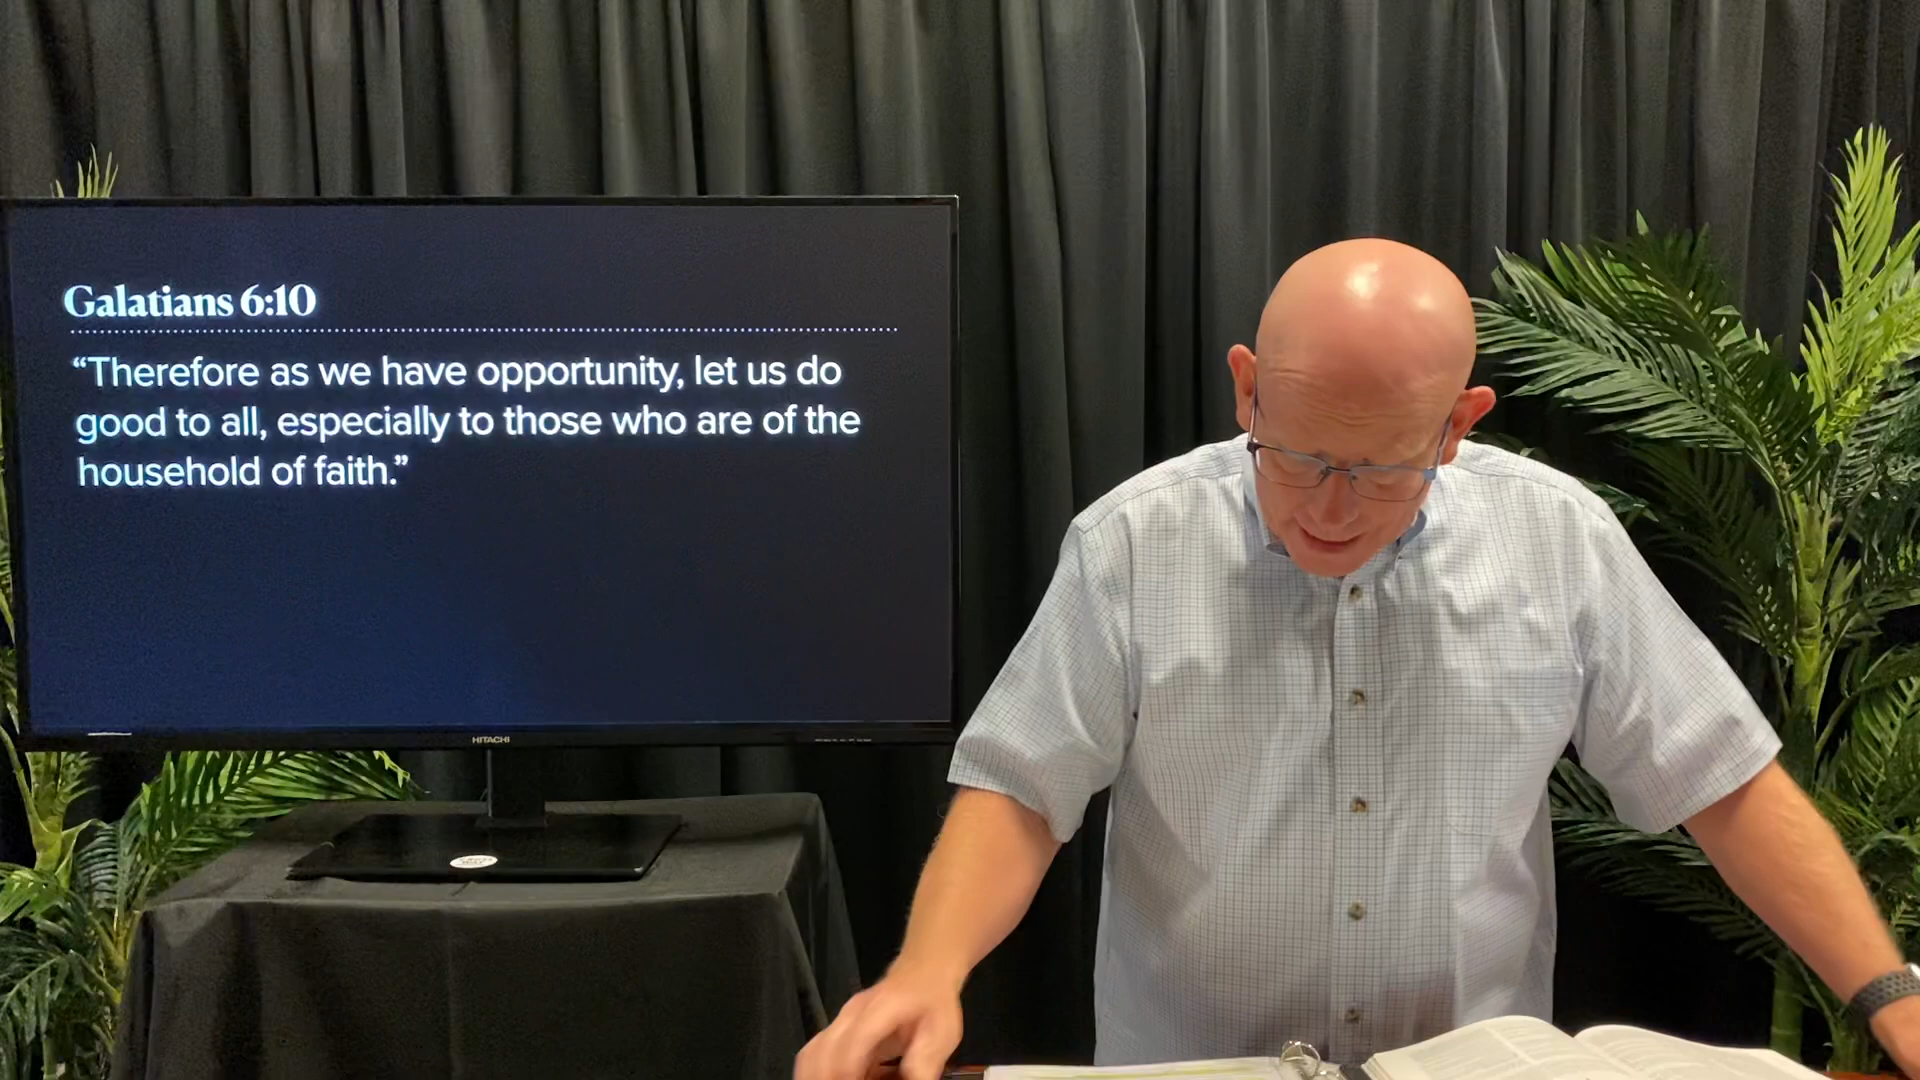 Galatians 6:10
“Therefore as we have opportunity, let us do
good to all, especially to those who are of the
household of faith.”
HITACHI